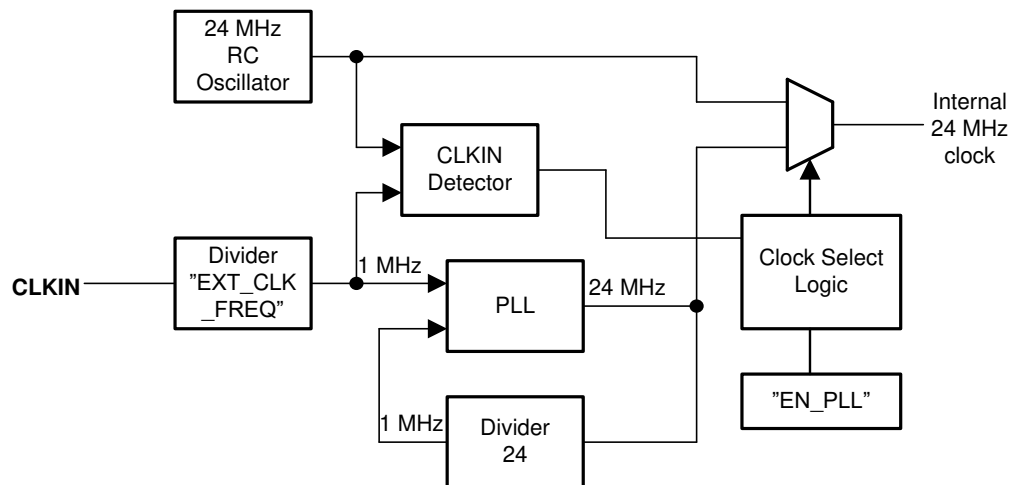 24 MHz
RC
Oscillator
CLKIN
Detector
Internal
24 MHz
clock
CLKIN
Divider
”EXT_CLK
_FREQ”
1 MHz
PLL
24 MHz
Clock Select
Logic
1 MHz
Divider
24
”EN_PLL”